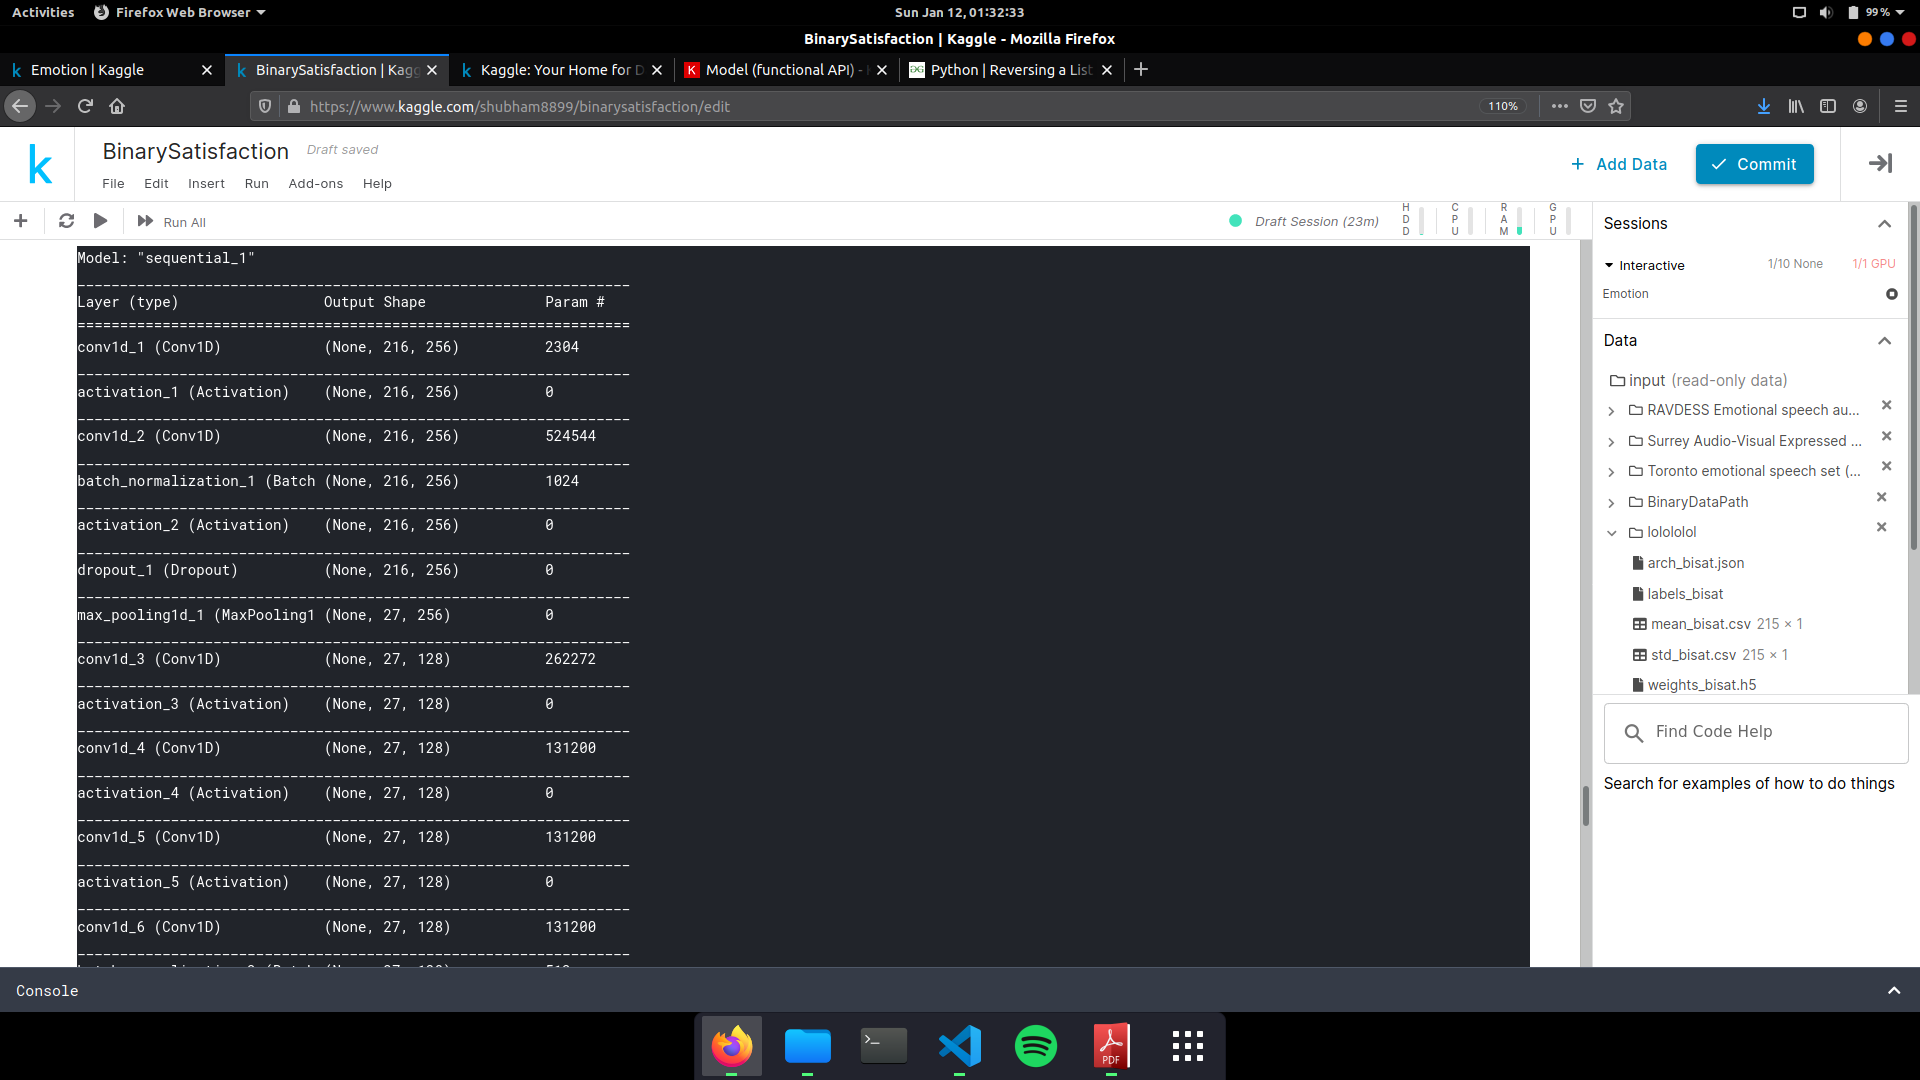 Activities Firefox Web Browser Sun Jan 12, 01:32:33 99 %
BinarySatisfaction | Kaggle - Mozilla Firefox
Emotion | Kaggle BinarySatisfaction | Kagg Kaggle: Your Home for D Model (functional API) - Python | Reversing a List
https://www.kaggle.com/shubham8899/binarysatisfaction/edit 110%
BinarySatisfaction Draft saved
+ Add Data Commit
File Edit Insert Run Add-ons Help
Run All Draft Session (23m) HDD CPU RAM GPU
Model: "sequential_1"
_________________________________________________________________
Layer (type) Output Shape Param #
=================================================================
conv1d_1 (Conv1D) (None, 216, 256) 2304
_________________________________________________________________
activation_1 (Activation) (None, 216, 256) 0
_________________________________________________________________
conv1d_2 (Conv1D) (None, 216, 256) 524544
_________________________________________________________________
batch_normalization_1 (Batch (None, 216, 256) 1024
_________________________________________________________________
activation_2 (Activation) (None, 216, 256) 0
_________________________________________________________________
dropout_1 (Dropout) (None, 216, 256) 0
_________________________________________________________________
max_pooling1d_1 (MaxPooling1 (None, 27, 256) 0
_________________________________________________________________
conv1d_3 (Conv1D) (None, 27, 128) 262272
_________________________________________________________________
activation_3 (Activation) (None, 27, 128) 0
_________________________________________________________________
conv1d_4 (Conv1D) (None, 27, 128) 131200
_________________________________________________________________
activation_4 (Activation) (None, 27, 128) 0
_________________________________________________________________
conv1d_5 (Conv1D) (None, 27, 128) 131200
_________________________________________________________________
activation_5 (Activation) (None, 27, 128) 0
_________________________________________________________________
conv1d_6 (Conv1D) (None, 27, 128) 131200
_________________________________________________________________
Sessions
Interactive 1/10 None 1/1 GPU
Emotion
Data
input (read-only data)
RAVDESS Emotional speech au...
Surrey Audio-Visual Expressed ...
Toronto emotional speech set (...
BinaryDataPath
lolololol
arch_bisat.json
labels_bisat
mean_bisat.csv 215 × 1
std_bisat.csv 215 × 1
weights_bisat.h5
Find Code Help
Search for examples of how to do things
Console
PDF